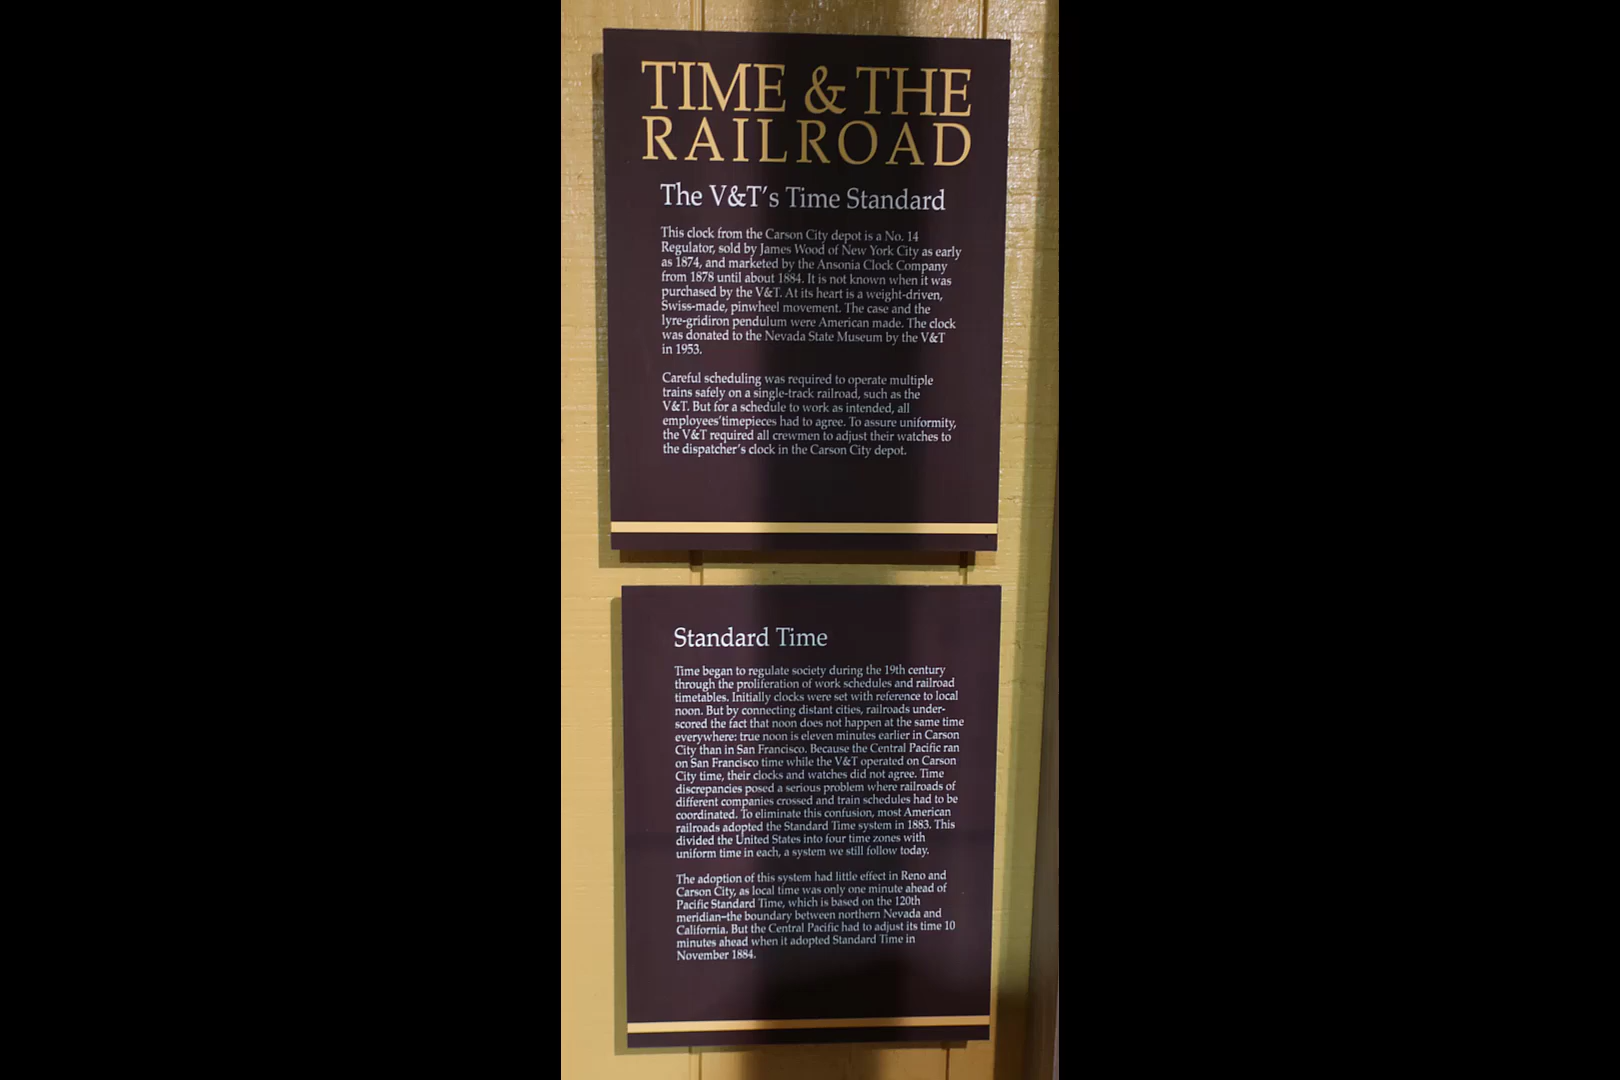 TIME & THE
RAILROAD
The V&T's Time Standard
This clock from the Carson City depot is a No. 14
Regulator, sold by James Wood of New York City as early
as 1874, and marketed by the Ansonia Clock Company
from 1878 until about 1884. It is not known when it was
purchased by the V&T. At its heart is a weight-driven,
Swiss-made, pinwheel movement. The case and the
lyre-gridiron pendulum were American made. The clock
was donated to the Nevada State Museum by the V&T
in 1953.
Careful scheduling was required to operate multiple
trains safely on a single-track railroad, such as the
V&T. But for a schedule to work as intended, all
employees' timepieces had to agree. To assure uniformity,
the V&T required all crewmen to adjust their watches to
the dispatcher's clock in the Carson City depot.
Standard Time
Time began to regulate society during the 19th century
through the proliferation of work schedules and railroad
timetables. Initially clocks were set with reference to local
noon. But by connecting distant cities, railroads under-
scored the fact that noon does not happen at the same time
everywhere: true noon is eleven minutes earlier in Carson
City than in San Francisco. Because the Central Pacific ran
on San Francisco time while the V&T operated on Carson
City time, their clocks and watches did not agree. Time
discrepancies posed a serious problem where railroads of
different companies crossed and train schedules had to be
coordinated. To eliminate this confusion, most American
railroads adopted the Standard Time system in 1883. This
divided the United States into four time zones with
uniform time in each, a system we still follow today.
The adoption of this system had little effect in Reno and
Carson City, as local time was only one minute ahead of
Pacific Standard Time, which is based on the 120th
meridian–the boundary between northern Nevada and
California. But the Central Pacific had to adjust its time 10
minutes ahead when it adopted Standard Time in
November 1884.